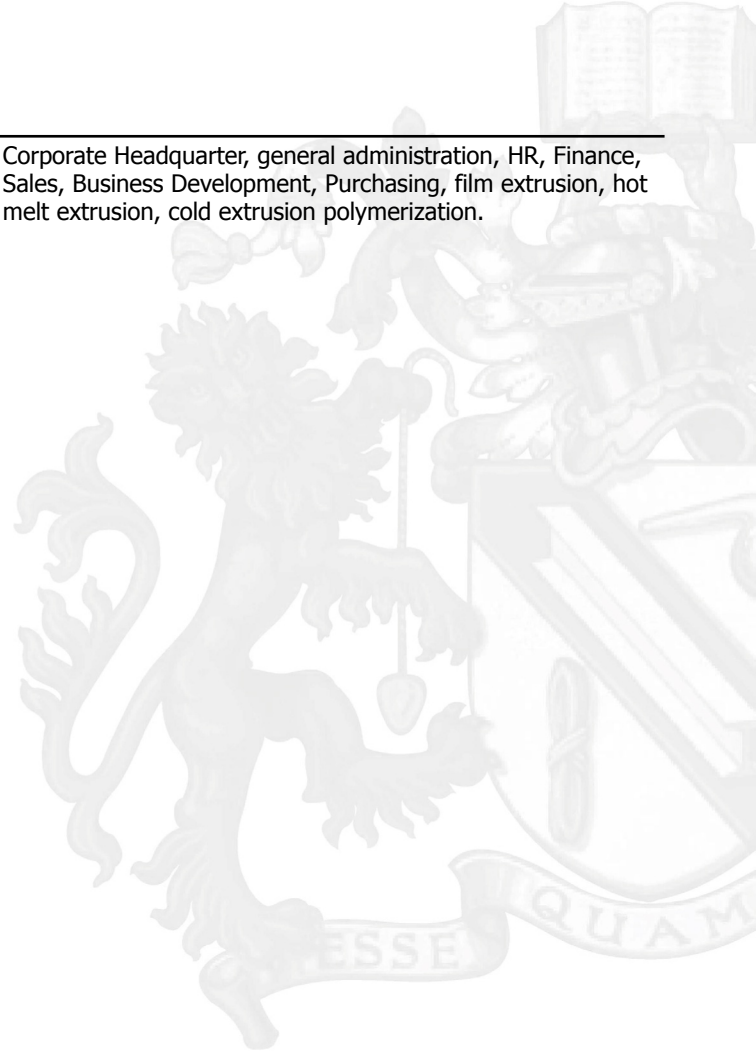 Corporate Headquarter, general administration, HR, Finance,
Sales, Business Development, Purchasing, film extrusion, hot
melt extrusion, cold extrusion polymerization.
ESSE QUAM